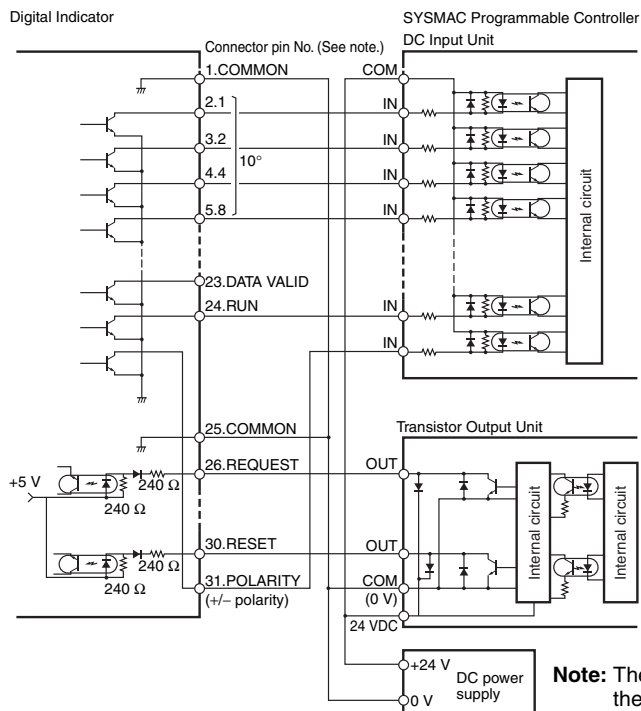 Digital Indicator
SYSMAC Programmable Controller
DC Input Unit
Connector pin No. (See note.)
1.COMMON
COM
2.1
IN
3.2
IN
10°
4.4
IN
5.8
IN
Internal circuit
23.DATA VALID
24.RUN
IN
IN
25.COMMON
Transistor Output Unit
26.REQUEST
OUT
+5 V
240 Ω
240 Ω
Internal circuit
Internal circuit
30.RESET
OUT
240 Ω
240 Ω
31.POLARITY
(+/− polarity)
COM
(0 V)
24 VDC
+24 V
DC power
supply
0 V
Note: The
the